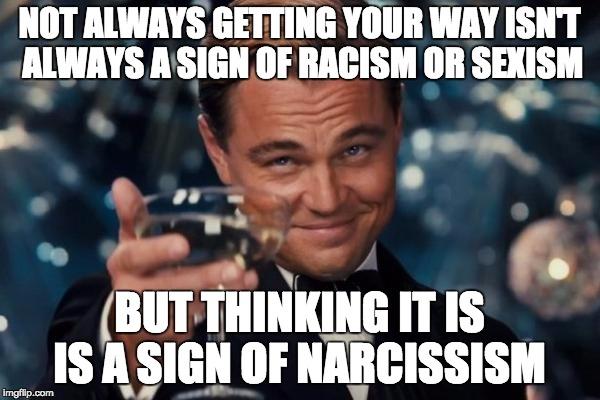 NOT ALWAYS GETTING YOUR WAY ISN'T
ALWAYS A SIGN OF RACISM OR SEXISM
BUT THINKING IT IS
IS A SIGN OF NARCISSISM
imgflip.com